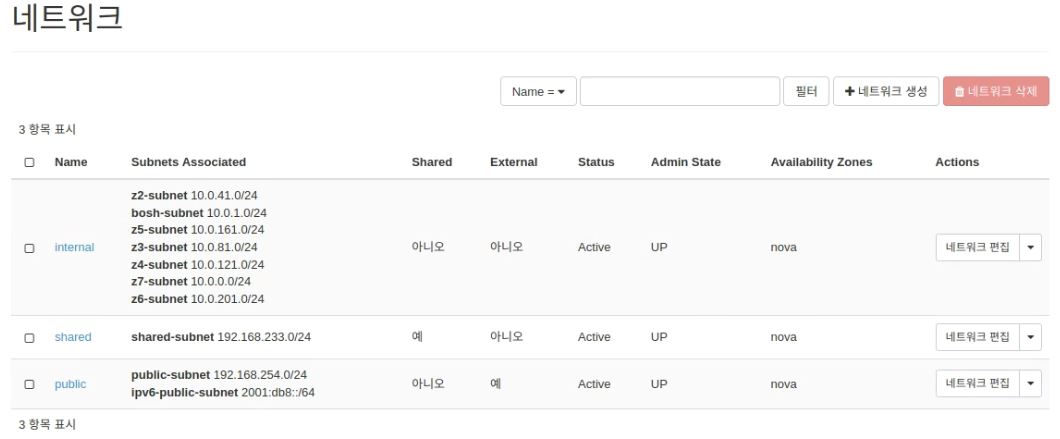 네트워크
Name =
필터
네트워크 생성
네트워크 삭제
3 항목 표시
Name Subnets Associated Shared External Status Admin State Availability Zones Actions
z2-subnet 10.0.41.0/24
bosh-subnet 10.0.1.0/24
z5-subnet 10.0.161.0/24
internal z3-subnet 10.0.81.0/24 아니오 아니오 Active UP nova 네트워크 편집
z4-subnet 10.0.121.0/24
z7-subnet 10.0.0.0/24
z6-subnet 10.0.201.0/24
shared shared-subnet 192.168.233.0/24 예 아니오 Active UP nova 네트워크 편집
public public-subnet 192.168.254.0/24 아니오 예 Active UP nova 네트워크 편집
ipv6-public-subnet 2001:db8::/64
3 항목 표시